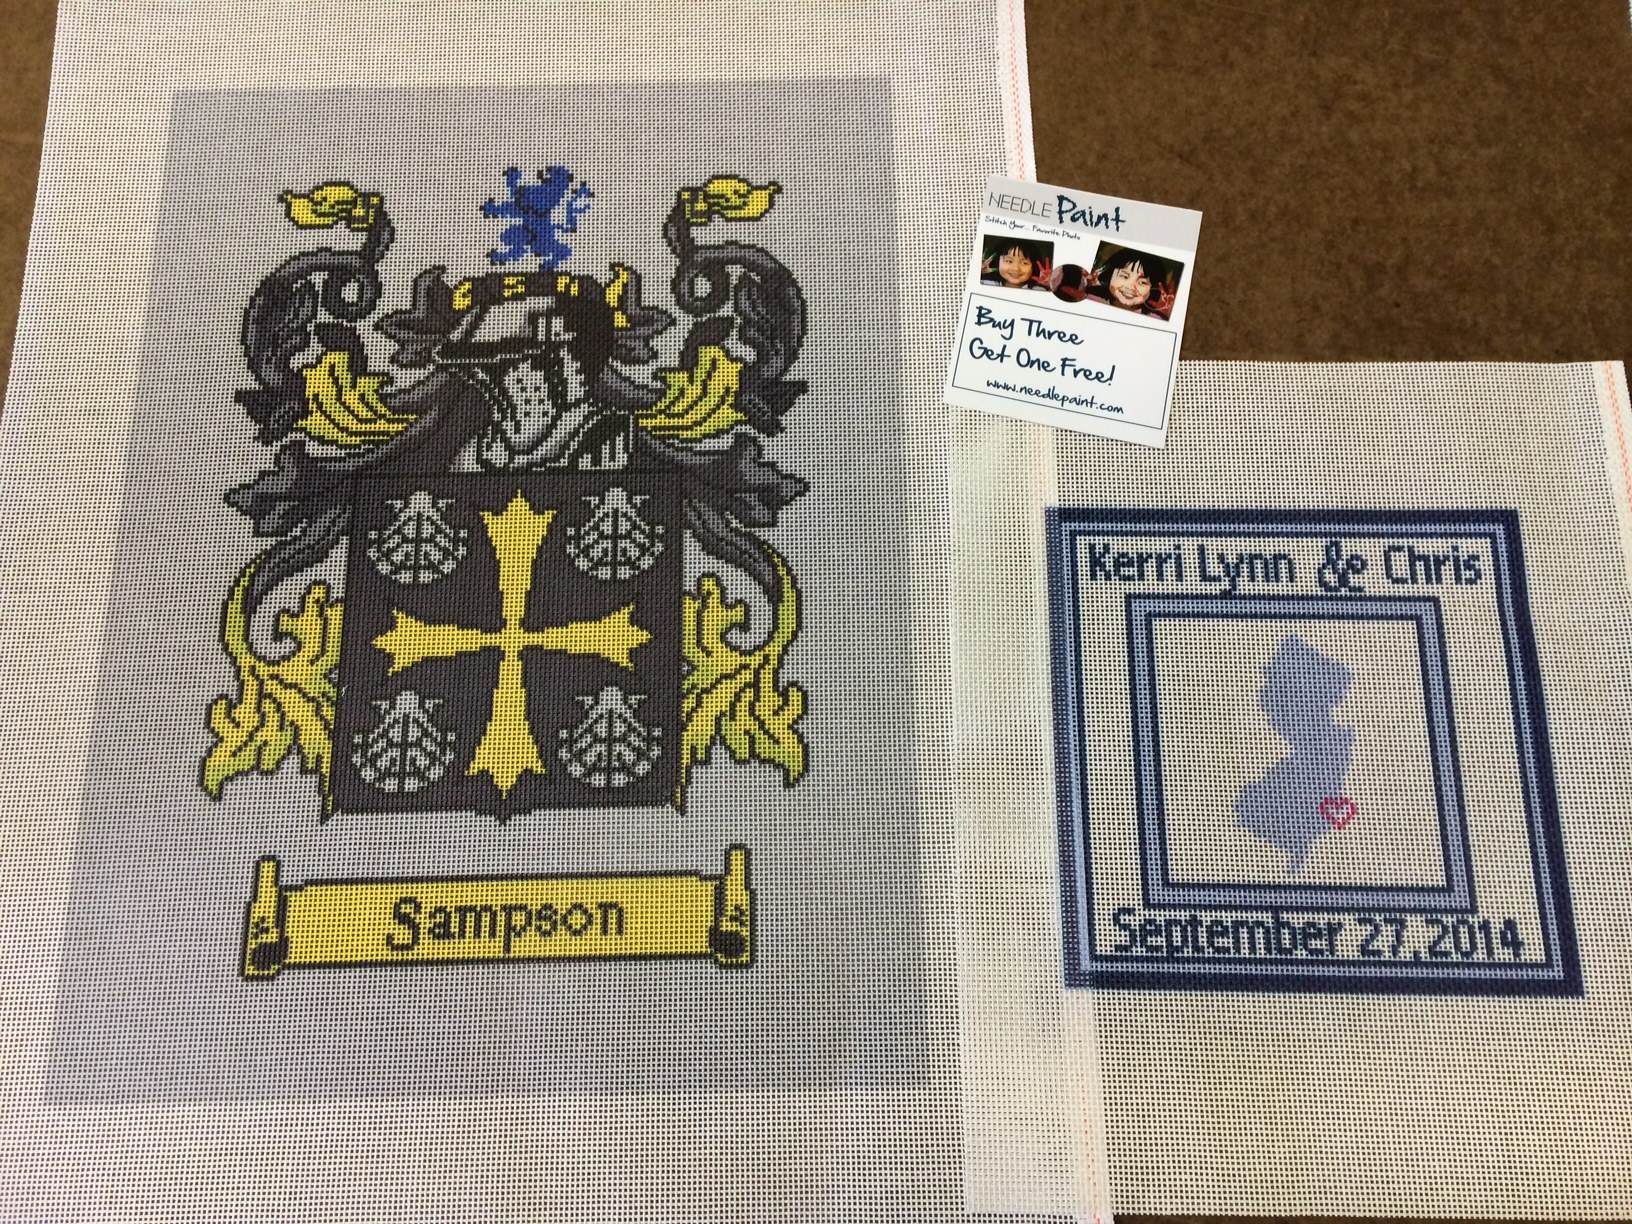 Sampson
NEEDLE Paint
Stitch Your... Favorite Photo
Buy Three
Get One Free!
www.needlepaint.com
Kerri Lynn & Chris
September 27, 2014